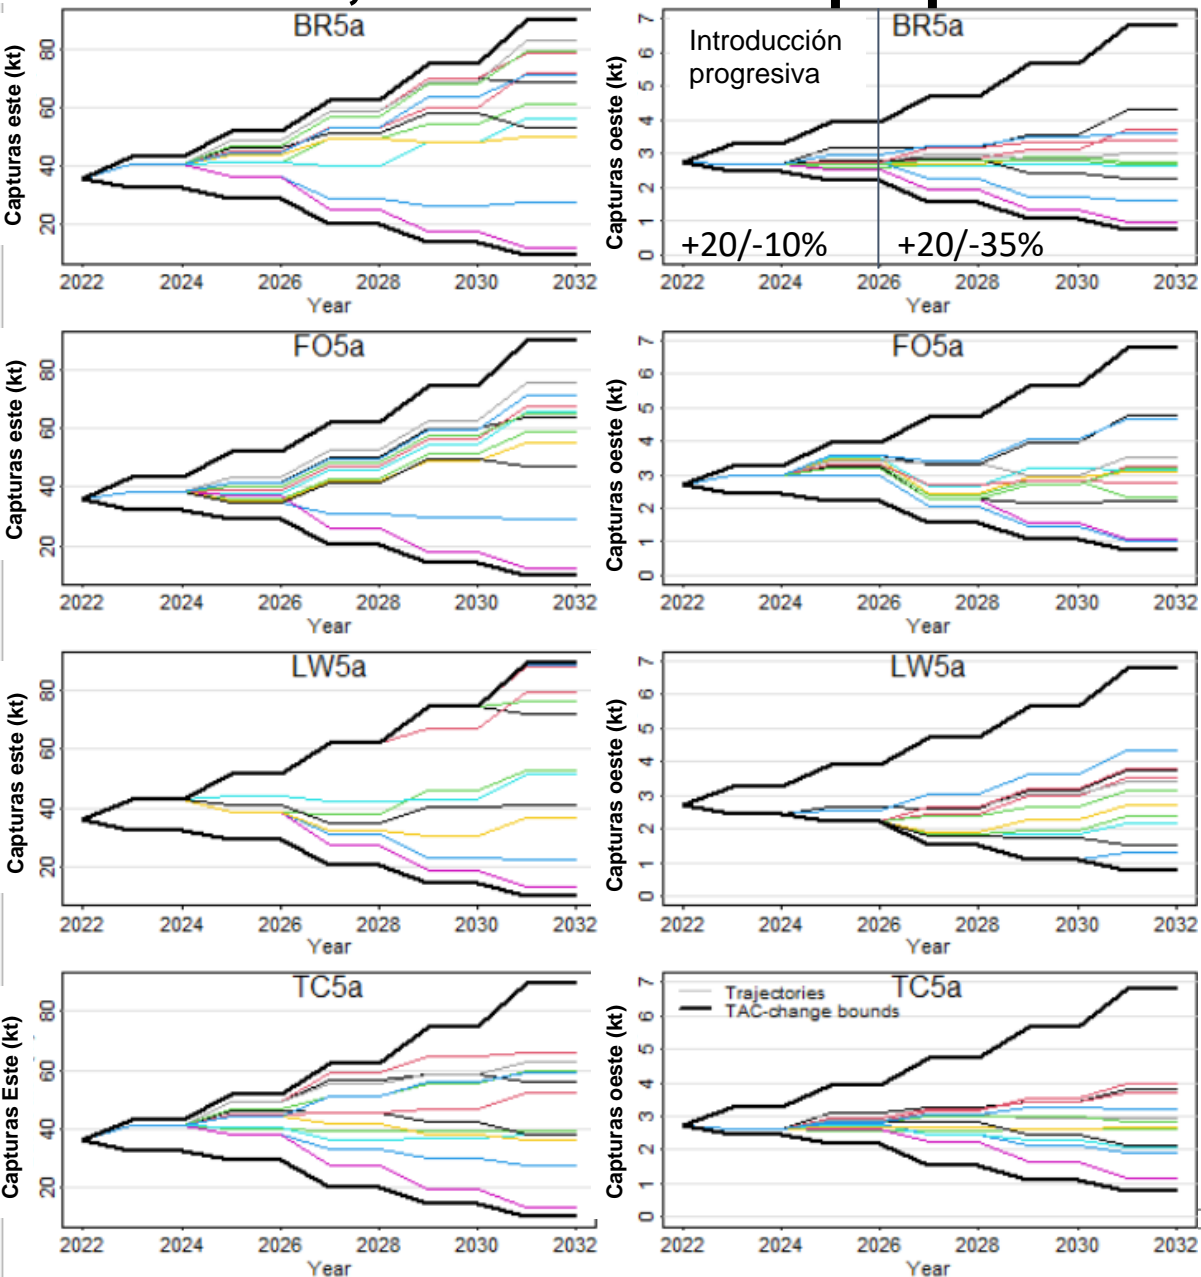 BR5a
Capturas este (kt)
20 40 60 80
2022 2024 2026 2028 2030 2032
Year
BR5a
Introducción
progresiva
+20/-10% +20/-35%
Capturas oeste (kt)
0 1 2 3 4 5 6 7
2022 2024 2026 2028 2030 2032
Year
FO5a
Capturas este (kt)
20 40 60 80
2022 2024 2026 2028 2030 2032
Year
FO5a
Capturas oeste (kt)
0 1 2 3 4 5 6 7
2022 2024 2026 2028 2030 2032
Year
LW5a
Capturas este (kt)
20 40 60 80
2022 2024 2026 2028 2030 2032
Year
LW5a
Capturas oeste (kt)
0 1 2 3 4 5 6 7
2022 2024 2026 2028 2030 2032
Year
TC5a
Capturas Este (kt)
20 40 60 80
2022 2024 2026 2028 2030 2032
Year
TC5a
Trajectories
TAC-change bounds
Capturas oeste (kt)
0 1 2 3 4 5 6 7
2022 2024 2026 2028 2030 2032
Year